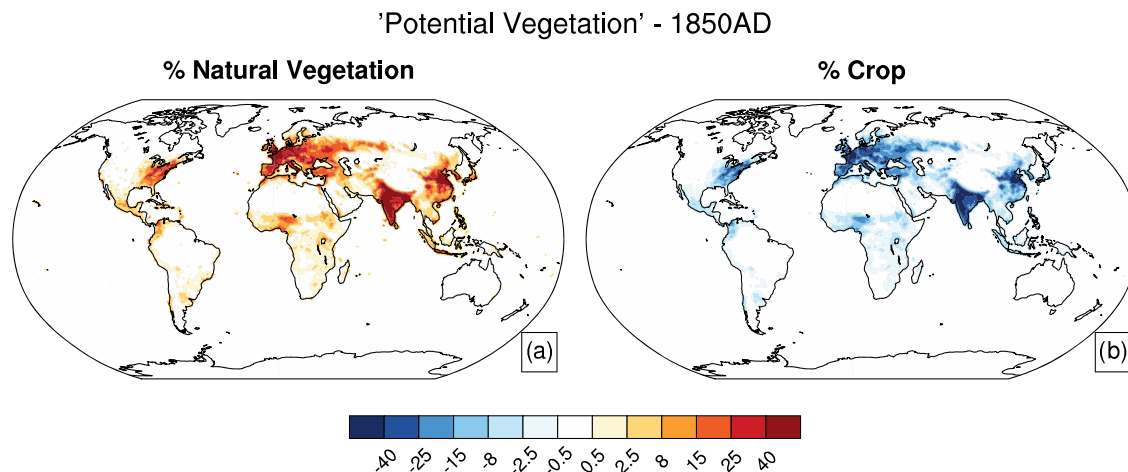 ’Potential Vegetation’ - 1850AD
% Natural Vegetation
% Crop
(a)
(b)
-40 -25 -15 -8 -2.5 -0.5 0.5 2.5 8 15 25 40